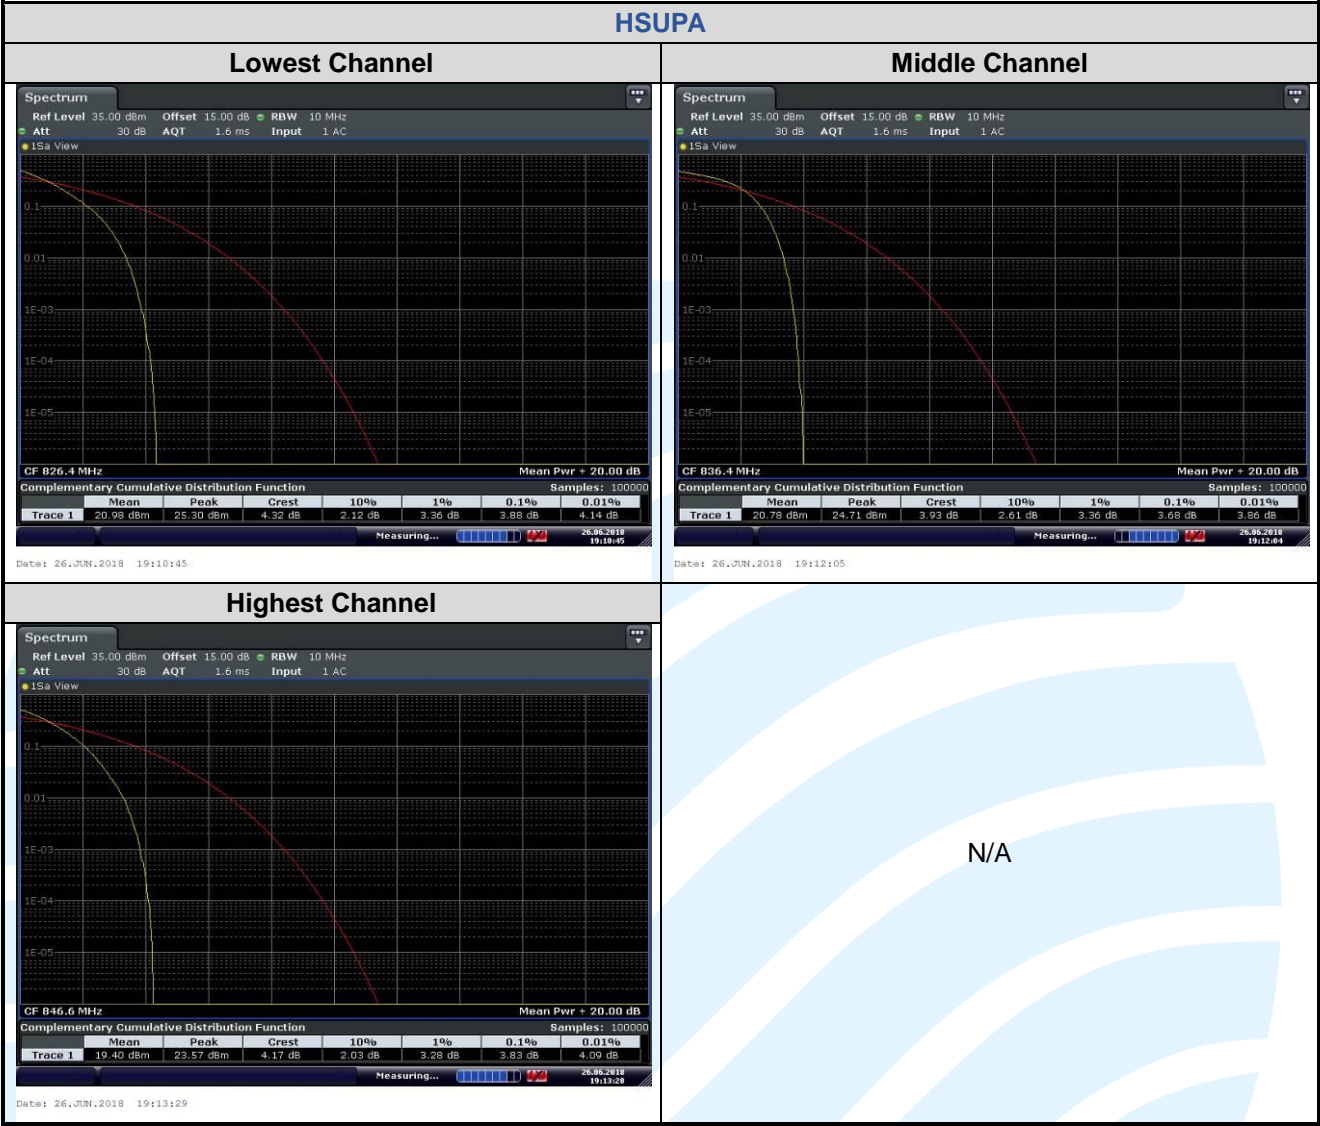 HSUPA
Lowest Channel
Spectrum
Ref Level 35.00 dBm Offset 15.00 dB RBW 10 MHz
Att 30 dB AQT 1.6 ms Input 1 AC
1Sa View
0.1
0.01
1E-03
1E-04
1E-05
CF 826.4 MHz Mean Pwr + 20.00 dB
Complementary Cumulative Distribution Function Samples: 100000
Mean Peak Crest 10% 1% 0.1% 0.01%
Trace 1 20.98 dBm 25.30 dBm 4.32 dB 2.12 dB 3.36 dB 3.88 dB 4.14 dB
Measuring... 26.06.2018
19:10:45
Date: 26.JUN.2018 19:10:45
Middle Channel
Spectrum
Ref Level 35.00 dBm Offset 15.00 dB RBW 10 MHz
Att 30 dB AQT 1.6 ms Input 1 AC
1Sa View
0.1
0.01
1E-03
1E-04
1E-05
CF 836.4 MHz Mean Pwr + 20.00 dB
Complementary Cumulative Distribution Function Samples: 100000
Mean Peak Crest 10% 1% 0.1% 0.01%
Trace 1 20.78 dBm 24.71 dBm 3.93 dB 2.61 dB 3.36 dB 3.68 dB 3.86 dB
Measuring... 26.06.2018
19:12:04
Date: 26.JUN.2018 19:12:05
Highest Channel
Spectrum
Ref Level 35.00 dBm Offset 15.00 dB RBW 10 MHz
Att 30 dB AQT 1.6 ms Input 1 AC
1Sa View
0.1
0.01
1E-03
1E-04
1E-05
CF 846.6 MHz Mean Pwr + 20.00 dB
Complementary Cumulative Distribution Function Samples: 100000
Mean Peak Crest 10% 1% 0.1% 0.01%
Trace 1 19.40 dBm 23.57 dBm 4.17 dB 2.03 dB 3.28 dB 3.83 dB 4.09 dB
Measuring... 26.06.2018
19:13:28
Date: 26.JUN.2018 19:13:29
N/A